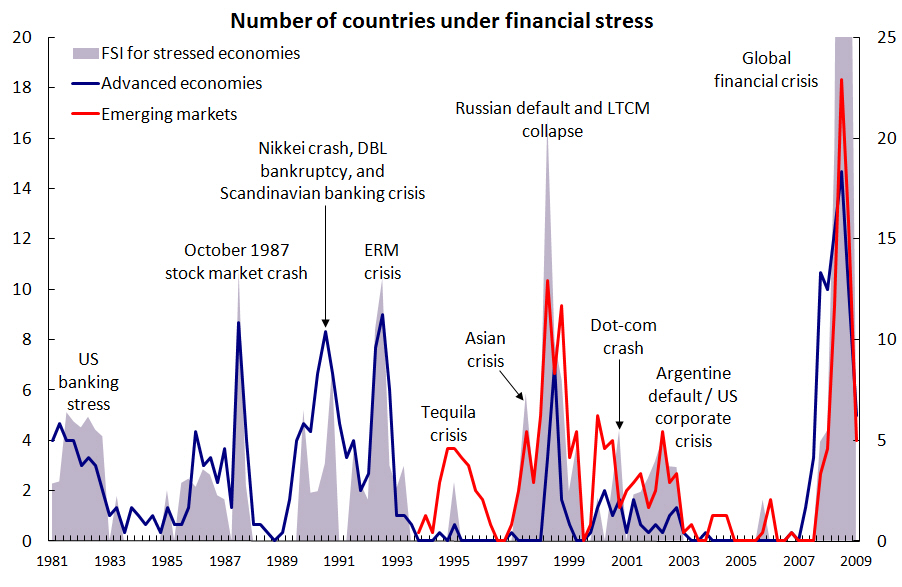 Number of countries under financial stress
20
18
16
14
12
10
8
6
4
2
0
25
20
15
10
5
0
FSI for stressed economies
Advanced economies
Emerging markets
Nikkei crash, DBL
bankruptcy, and
Scandinavian banking crisis
Russian default and LTCM
collapse
Global
financial crisis
October 1987
stock market crash
ERM
crisis
US
banking
stress
Tequila
crisis
Asian
crisis
Dot-com
crash
Argentine
default / US
corporate
crisis
1981 1983 1985 1987 1989 1991 1993 1995 1997 1999 2001 2003 2005 2007 2009